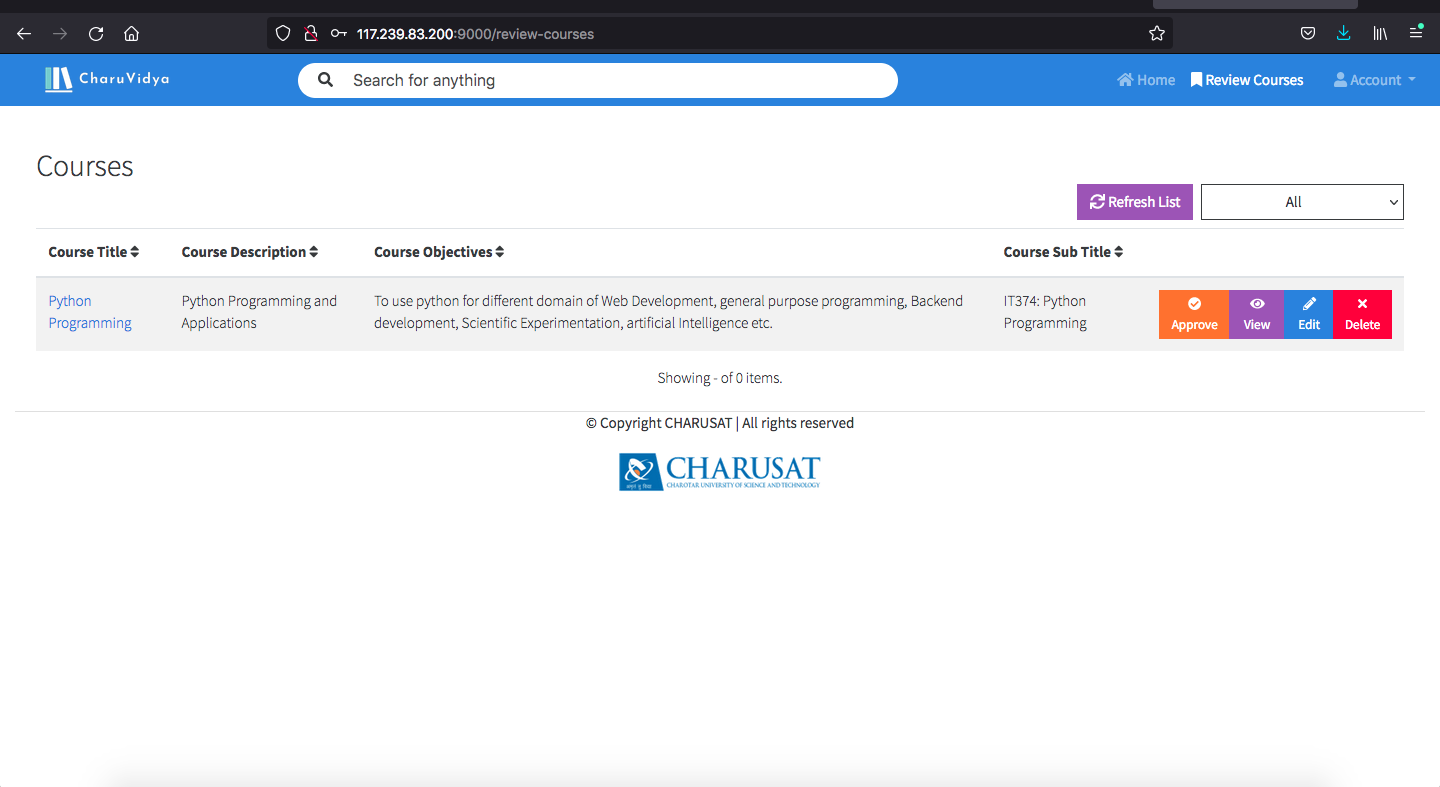 117.239.83.200:9000/review-courses
CharuVidya
Search for anything
Home
Review Courses
Account
Courses
Refresh List
All
Course Title
Course Description
Course Objectives
Course Sub Title
Python
Programming
Python Programming and
Applications
To use python for different domain of Web Development, general purpose programming, Backend
development, Scientific Experimentation, artificial Intelligence etc.
IT374: Python
Programming
Approve
View
Edit
Delete
Showing - of 0 items.
© Copyright CHARUSAT | All rights reserved
CHARUSAT
CHAROTAR UNIVERSITY OF SCIENCE AND TECHNOLOGY